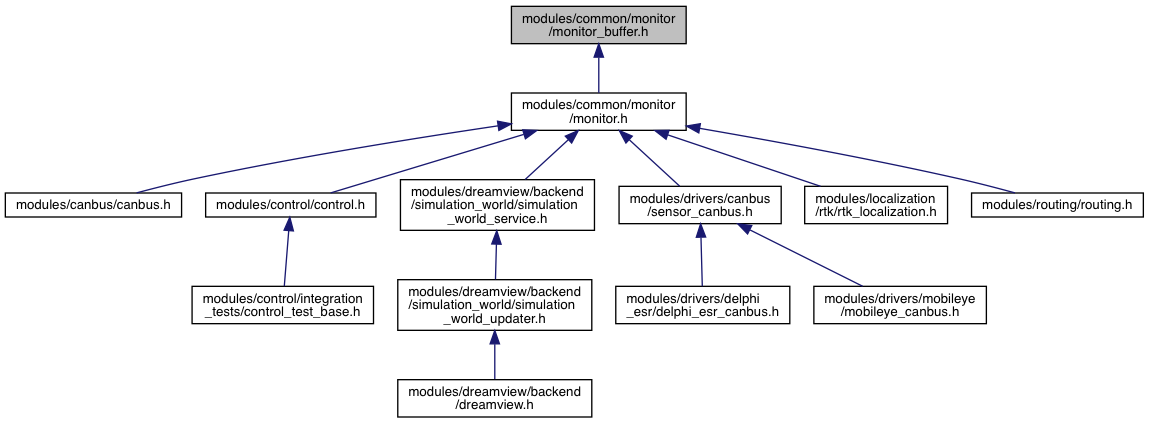 modules/common/monitor
/monitor_buffer.h
modules/common/monitor
/monitor.h
modules/canbus/canbus.h
modules/control/control.h
modules/dreamview/backend
/simulation_world/simulation
_world_service.h
modules/drivers/canbus
/sensor_canbus.h
modules/localization
/rtk/rtk_localization.h
modules/routing/routing.h
modules/control/integration
_tests/control_test_base.h
modules/dreamview/backend
/simulation_world/simulation
_world_updater.h
modules/drivers/delphi
_esr/delphi_esr_canbus.h
modules/drivers/mobileye
/mobileye_canbus.h
modules/dreamview/backend
/dreamview.h